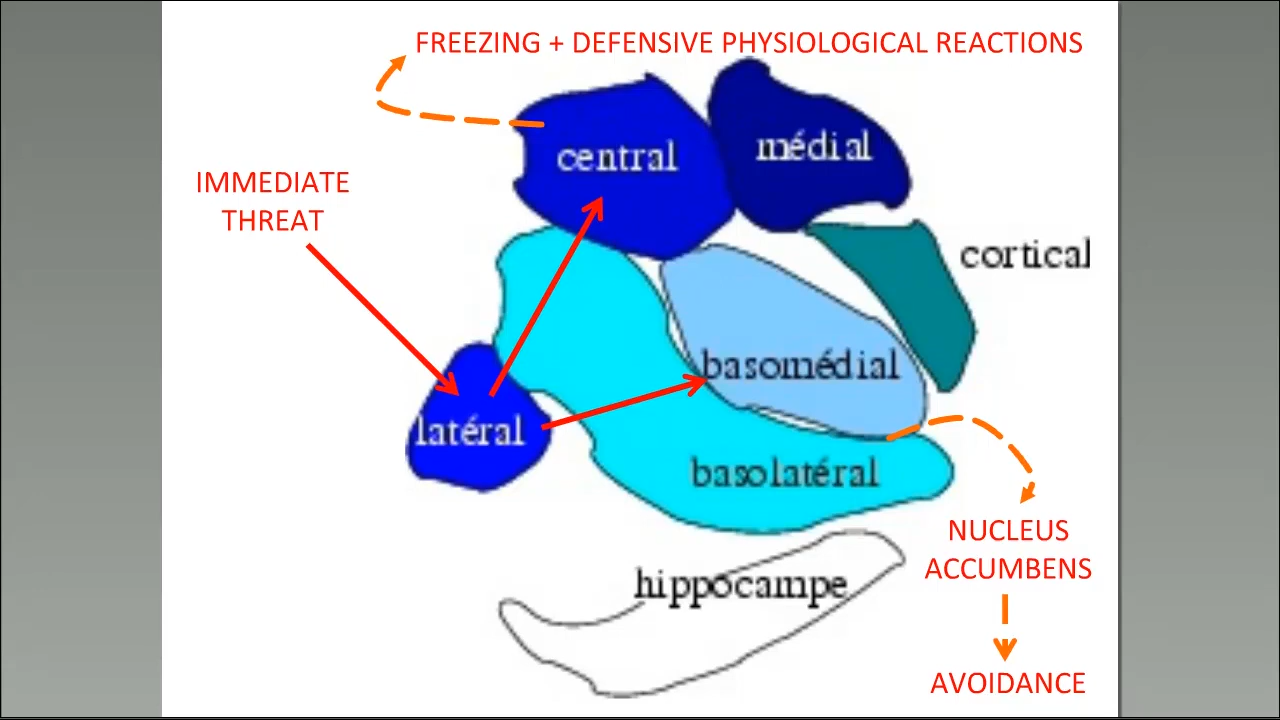 FREEZING + DEFENSIVE PHYSIOLOGICAL REACTIONS
central
médial
IMMEDIATE
THREAT
cortical
basomédial
latéral
basolatéral
NUCLEUS
ACCUMBENS
hippocampe
AVOIDANCE